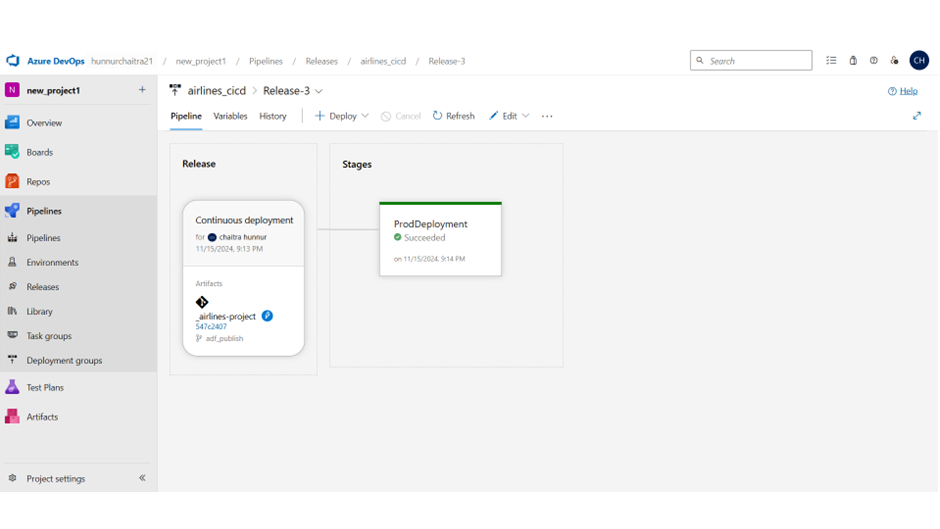 Azure DevOps hunnurchaitra21 / new_project1 / Pipelines / Releases / airlines_cicd / Release-3
Search
CH
N new_project1 +
airlines_cicd > Release-3
Help
Pipeline Variables History
Deploy Cancel Refresh Edit ...
Overview
Boards
Repos
Pipelines
Pipelines
Environments
Releases
Library
Task groups
Deployment groups
Test Plans
Artifacts
Project settings
Release
Continuous deployment
for chaitra hunnur
11/15/2024, 9:13 PM
Artifacts
_airlines-project
547c2407
adf_publish
Stages
ProdDeployment
Succeeded
on 11/15/2024, 9:14 PM